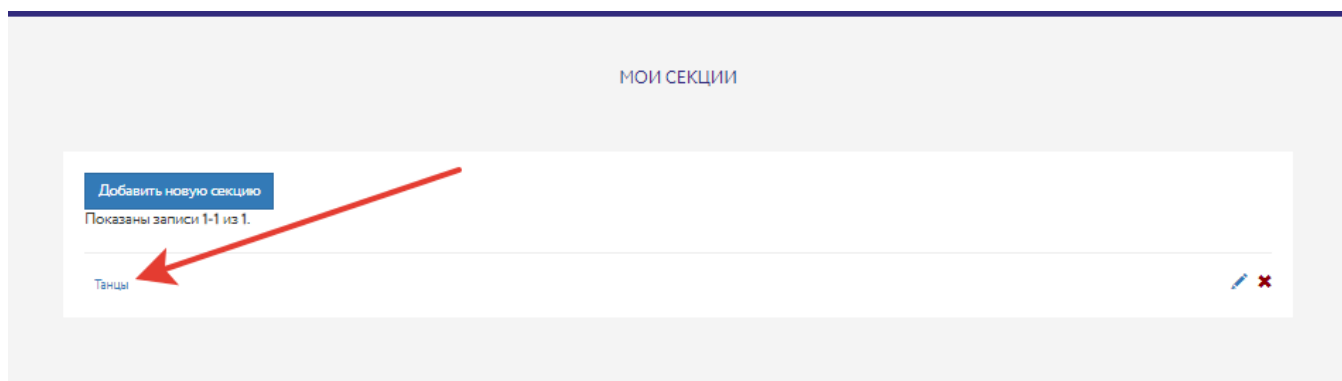 МОИ СЕКЦИИ
Добавить новую секцию
Показаны записи 1-1 из 1.
Танцы